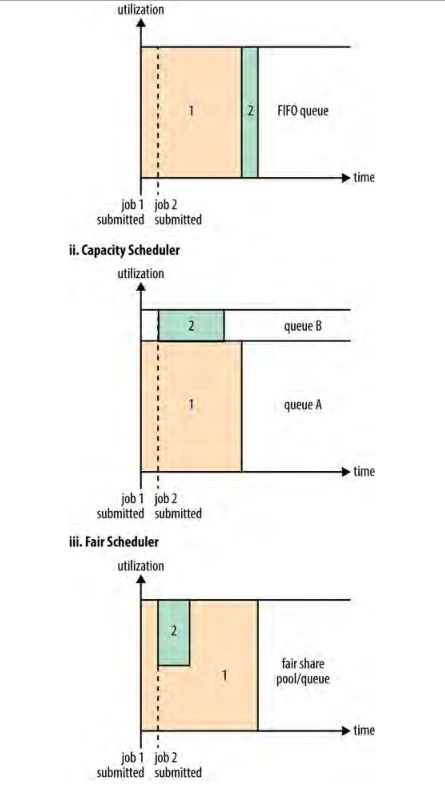 utilization
1
2
FIFO queue
time
job 1 job 2
submitted submitted
ii. Capacity Scheduler
utilization
2
queue B
1
queue A
time
job 1 job 2
submitted submitted
iii. Fair Scheduler
utilization
2
1
fair share
pool/queue
time
job 1 job 2
submitted submitted